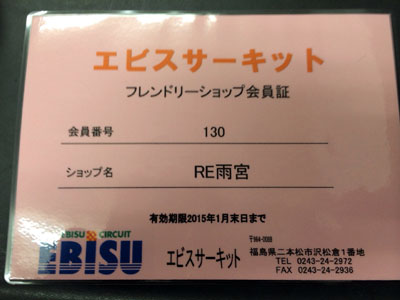 エビスサーキット
フレンドリーショップ会員証
会員番号 130
ショップ名 RE雨宮
有効期限2015年1月末日まで
EBISU CIRCUIT
EBISU
エビスサーキット
福島県二本松市沢松倉1番地
TEL 0243-24-2972
FAX 0243-24-2936